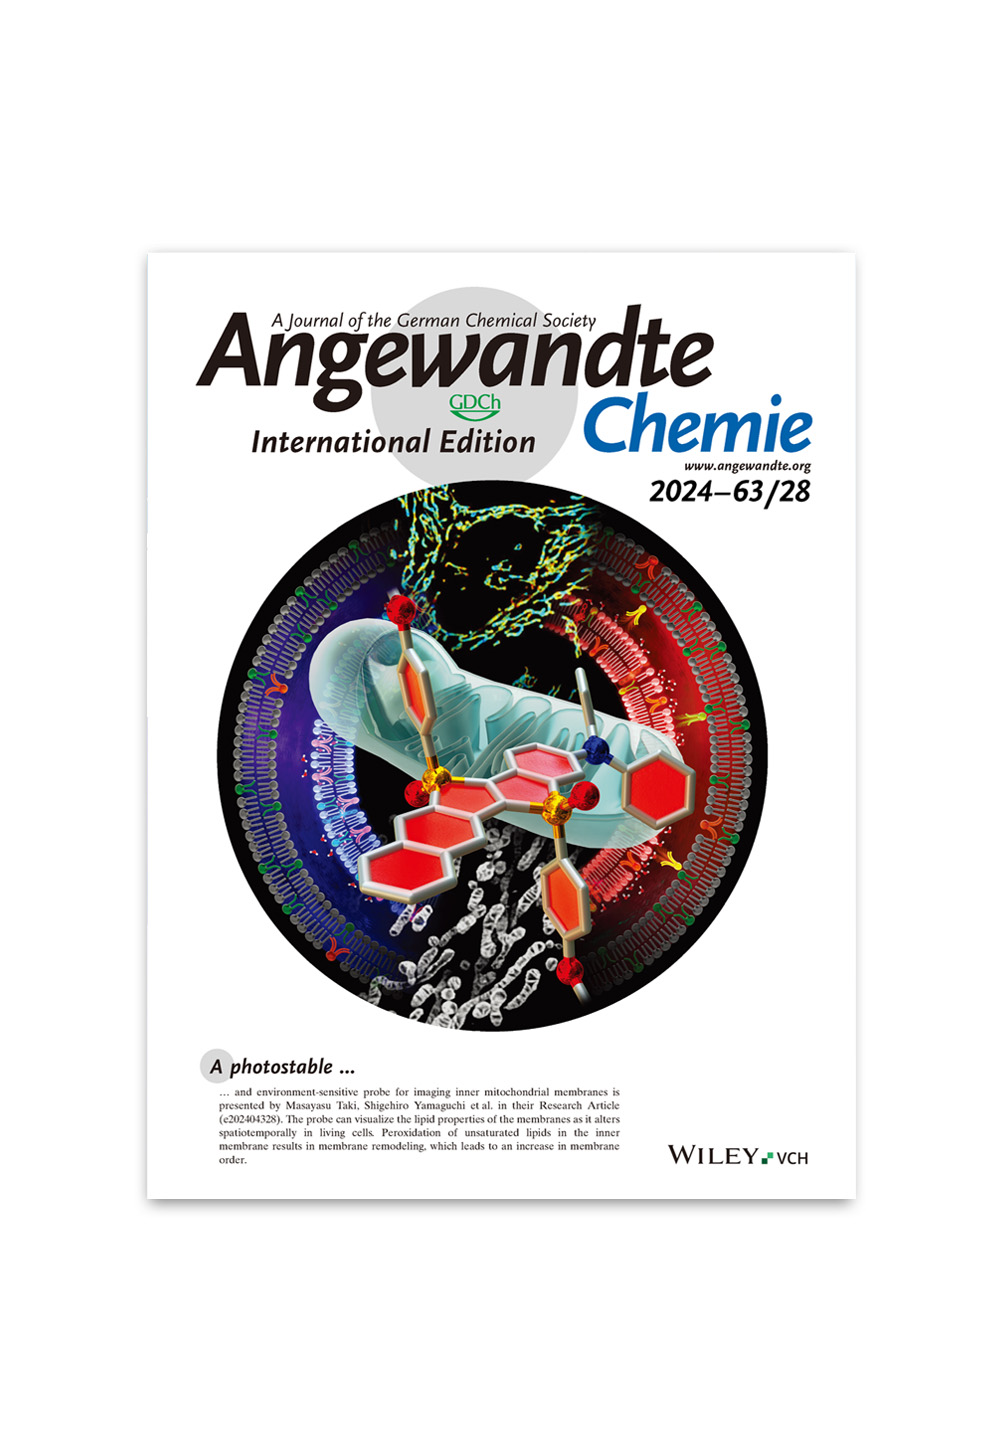 A Journal of the German Chemical Society
Angewandte
GDCh
Chemie
International Edition
www.angewandte.org
2024–63/28
A photostable ...
... and environment-sensitive probe for imaging inner mitochondrial membranes is
presented by Masayasu Taki, Shigehiro Yamaguchi et al. in their Research Article
(e202404328). The probe can visualize the lipid properties of the membranes as it alters
spatiotemporally in living cells. Peroxidation of unsaturated lipids in the inner
membrane results in membrane remodeling, which leads to an increase in membrane
order.
WILEY-VCH